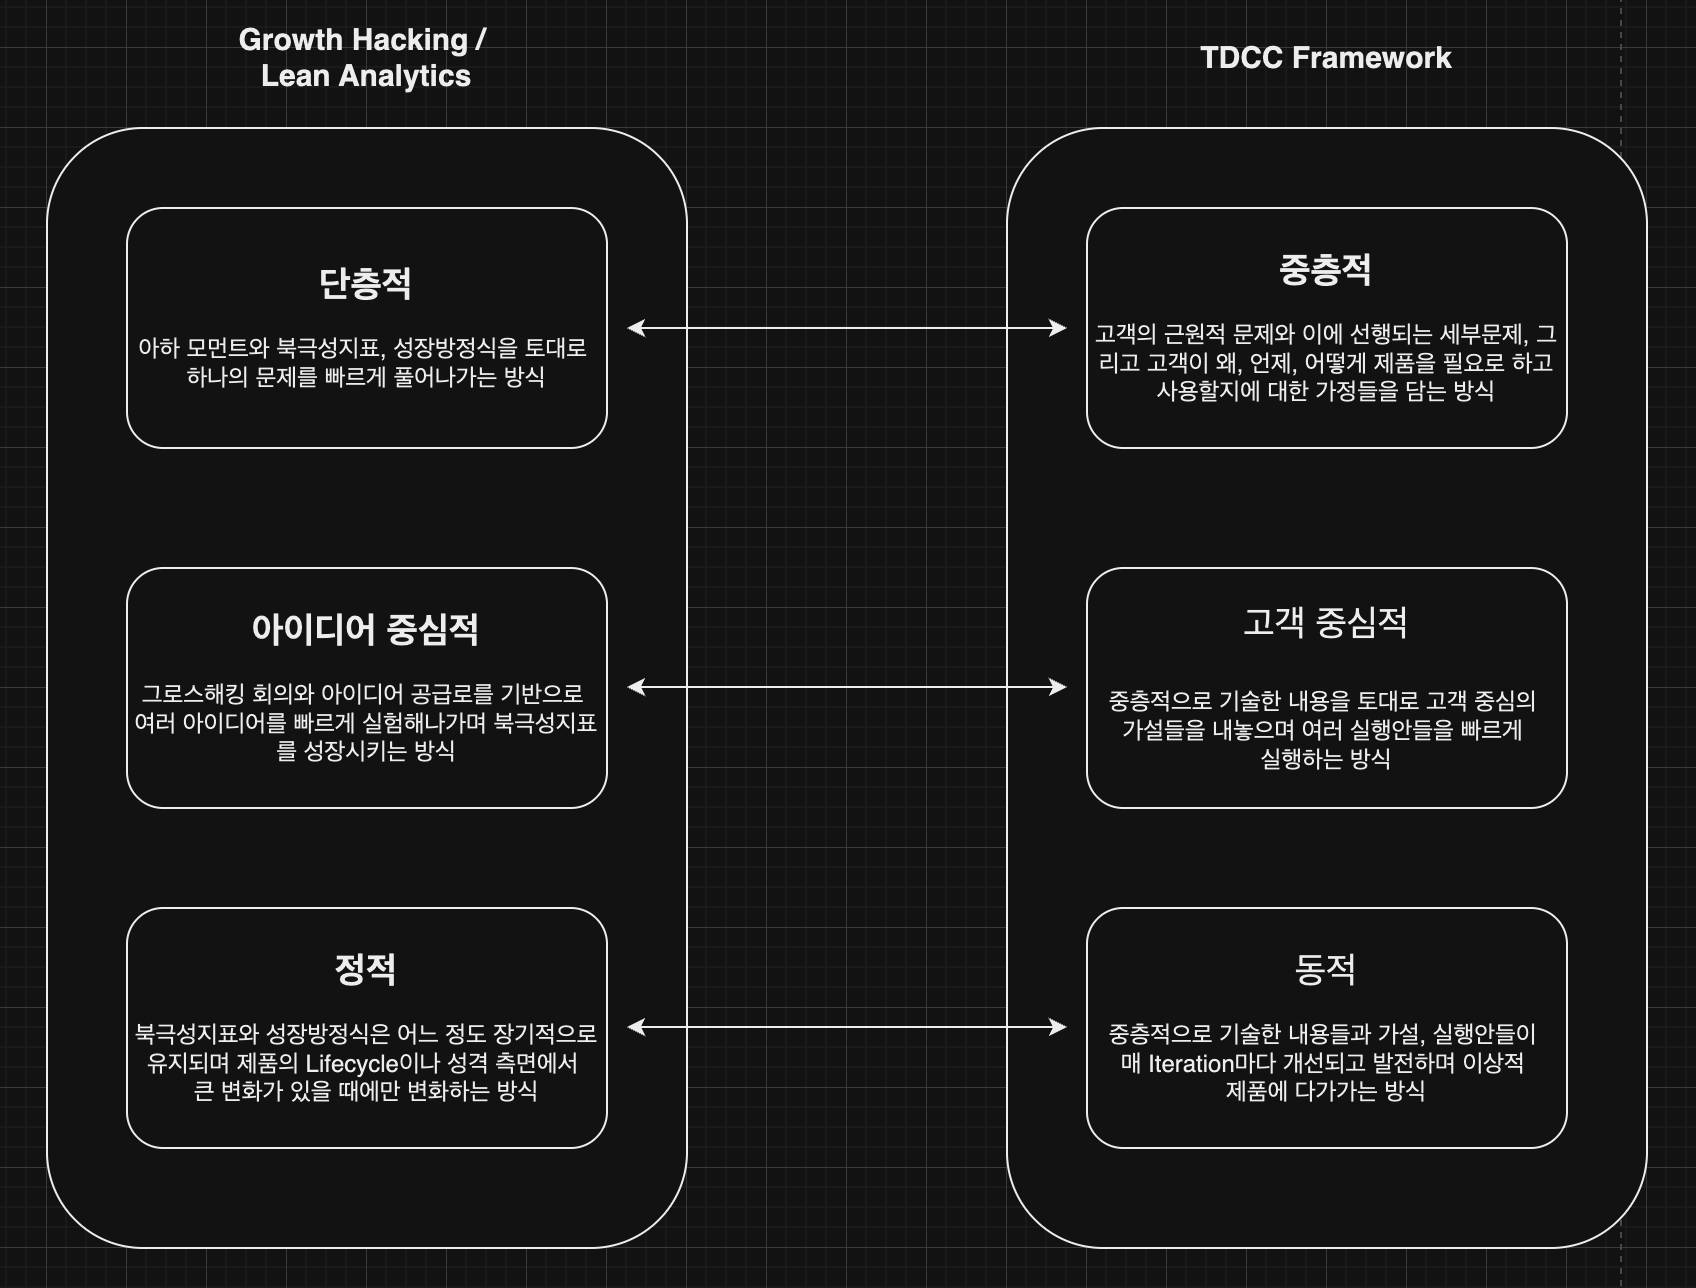 Growth Hacking /
Lean Analytics
TDCC Framework
단층적
아하 모먼트와 북극성지표, 성장방정식을 토대로
하나의 문제를 빠르게 풀어나가는 방식
중층적
고객의 근원적 문제와 이에 선행되는 세부문제, 그
리고 고객이 왜, 언제, 어떻게 제품을 필요로 하고
사용할지에 대한 가정들을 담는 방식
아이디어 중심적
그로스해킹 회의와 아이디어 공급로를 기반으로
여러 아이디어를 빠르게 실험해나가며 북극성지표
를 성장시키는 방식
고객 중심적
중층적으로 기술한 내용을 토대로 고객 중심의
가설들을 내놓으며 여러 실행안들을 빠르게
실행하는 방식
정적
북극성지표와 성장방정식은 어느 정도 장기적으로
유지되며 제품의 Lifecycle이나 성격 측면에서
큰 변화가 있을 때에만 변화하는 방식
동적
중층적으로 기술한 내용들과 가설, 실행안들이
매 Iteration마다 개선되고 발전하며 이상적
제품에 다가가는 방식